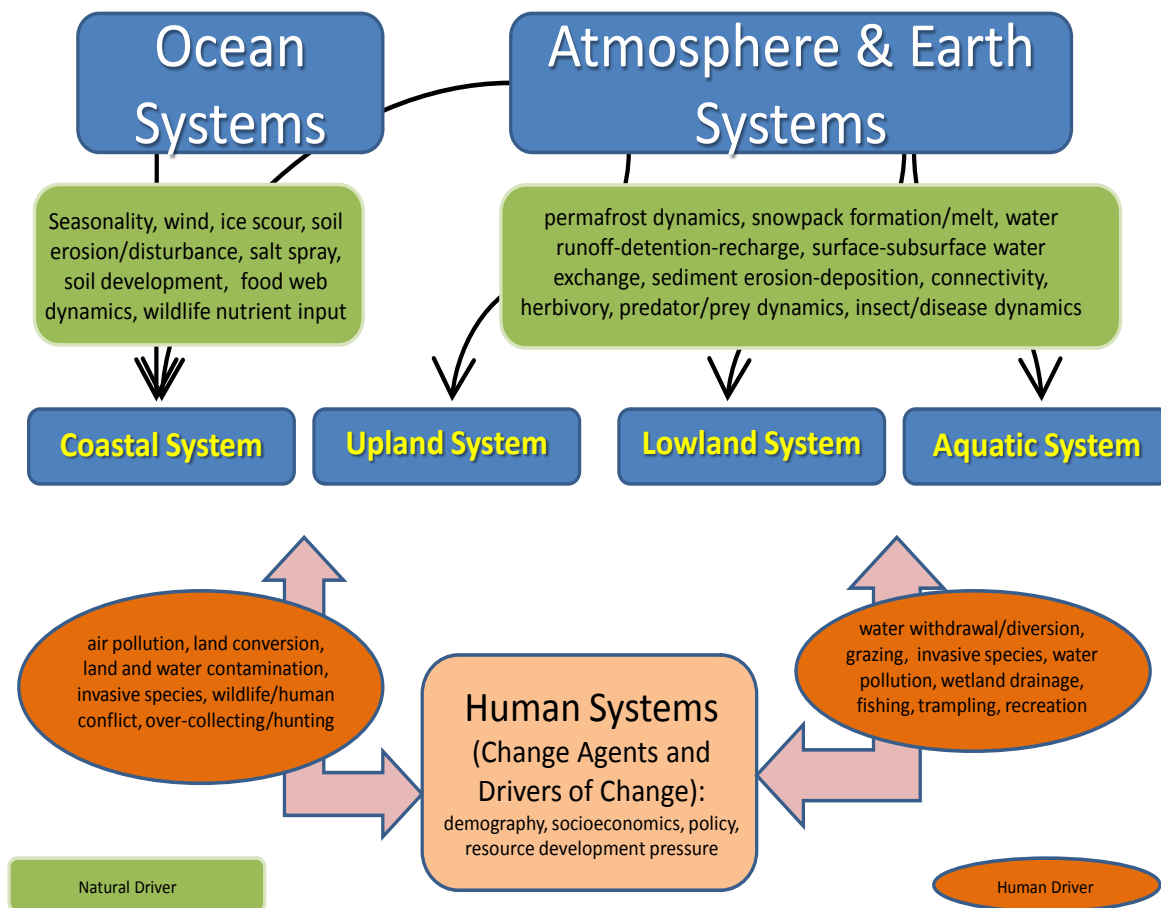 Ocean
Systems
Atmosphere & Earth
Systems
Seasonality, wind, ice scour, soil
erosion/disturbance, salt spray,
soil development, food web
dynamics, wildlife nutrient input
permafrost dynamics, snowpack formation/melt, water
runoff-detention-recharge, surface-subsurface water
exchange, sediment erosion-deposition, connectivity,
herbivory, predator/prey dynamics, insect/disease dynamics
Coastal System
Upland System
Lowland System
Aquatic System
air pollution, land conversion,
land and water contamination,
invasive species, wildlife/human
conflict, over-collecting/hunting
water withdrawal/diversion,
grazing, invasive species, water
pollution, wetland drainage,
fishing, trampling, recreation
Human Systems
(Change Agents and
Drivers of Change):
demography, socioeconomics, policy,
resource development pressure
Natural Driver
Human Driver